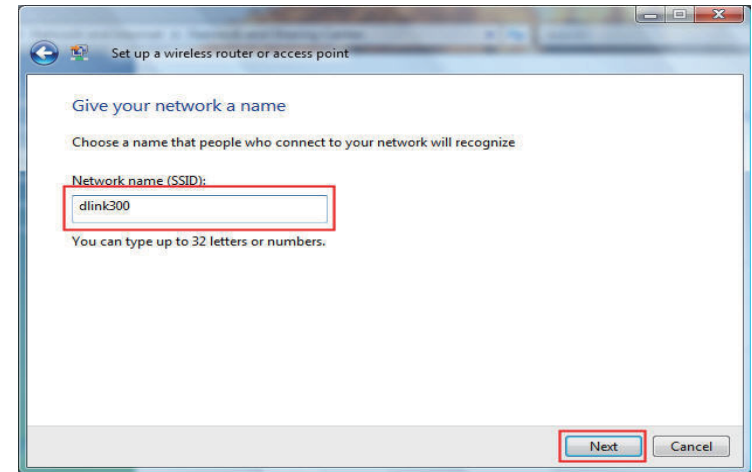 Set up a wireless router or access point
Give your network a name
Choose a name that people who connect to your network will recognize
Network name (SSID):
dlink300
You can type up to 32 letters or numbers.
Next Cancel